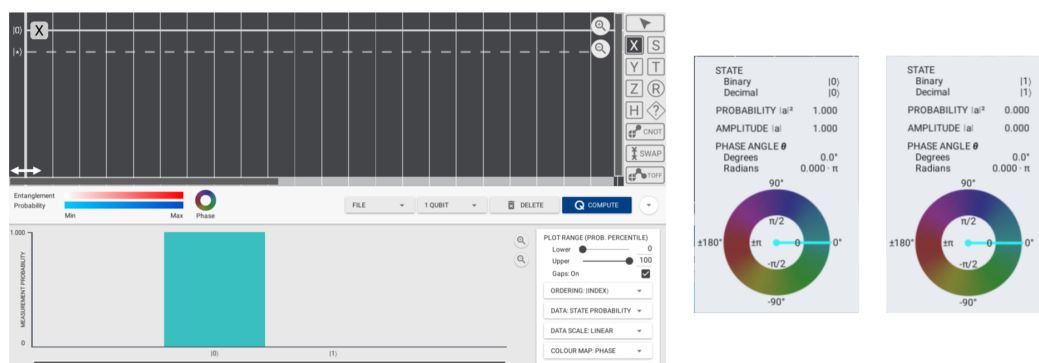 |0⟩ X
|+⟩
X S
Y T
Z R
H ?
CNOT
SWAP
TOFF
Entanglement
Probability
Min Max Phase
FILE 1 QUBIT DELETE Q COMPUTE
1.000
MEASUREMENT PROBABILITY
0
|0⟩ |1⟩
PLOT RANGE (PROB. PERCENTILE)
Lower 0
Upper 100
Gaps: On
ORDERING: (INDEX)
DATA: STATE PROBABILITY
DATA SCALE: LINEAR
COLOUR MAP: PHASE
STATE
Binary |0⟩
Decimal |0⟩
PROBABILITY |a|² 1.000
AMPLITUDE |a| 1.000
PHASE ANGLE θ
Degrees 0.0°
Radians 0.000 · π
90°
π/2
±180° ±π 0 0°
-π/2
-90°
STATE
Binary |1⟩
Decimal |1⟩
PROBABILITY |a|² 0.000
AMPLITUDE |a| 0.000
PHASE ANGLE θ
Degrees 0.0°
Radians 0.000 · π
90°
π/2
±180° ±π 0 0°
-π/2
-90°